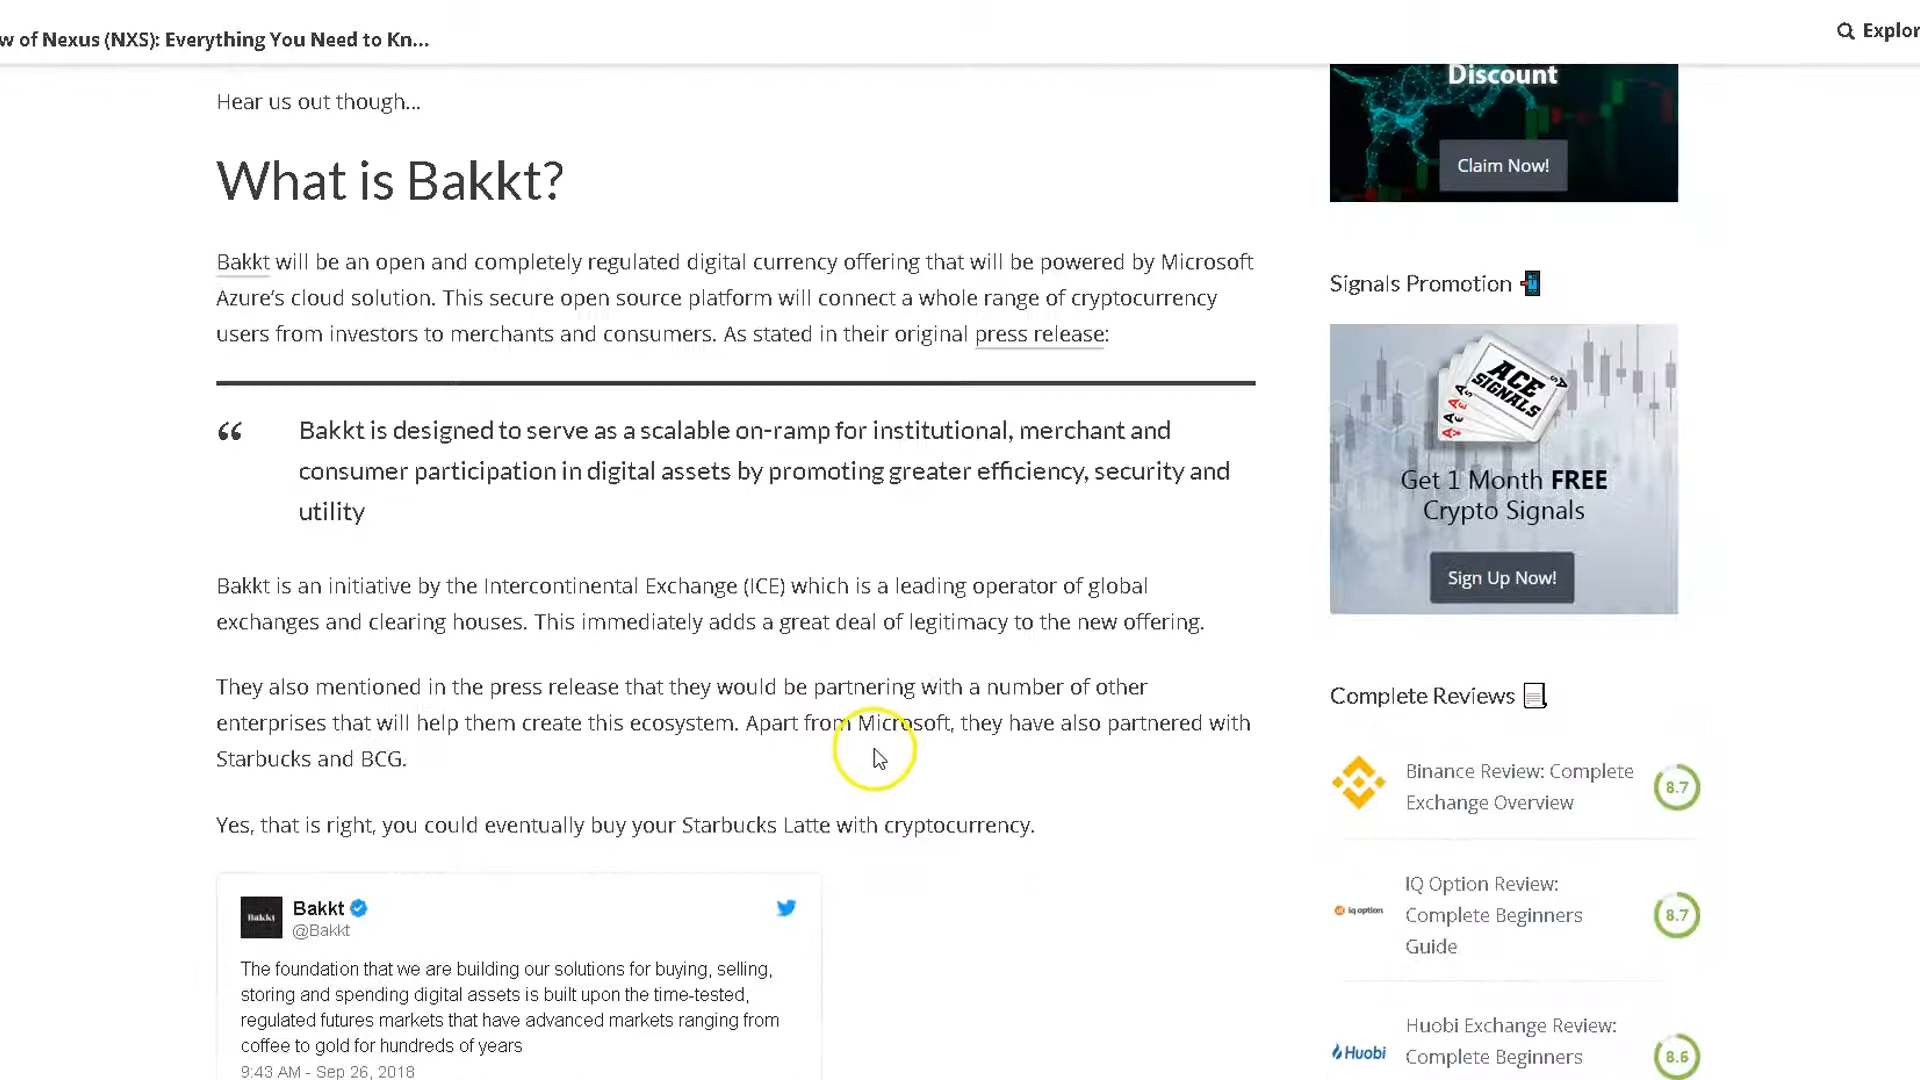 w of Nexus (NXS): Everything You Need to Kn...
Explor
Hear us out though...
What is Bakkt?
Bakkt will be an open and completely regulated digital currency offering that will be powered by Microsoft
Azure's cloud solution. This secure open source platform will connect a whole range of cryptocurrency
users from investors to merchants and consumers. As stated in their original press release:
“ Bakkt is designed to serve as a scalable on-ramp for institutional, merchant and
consumer participation in digital assets by promoting greater efficiency, security and
utility
Bakkt is an initiative by the Intercontinental Exchange (ICE) which is a leading operator of global
exchanges and clearing houses. This immediately adds a great deal of legitimacy to the new offering.
They also mentioned in the press release that they would be partnering with a number of other
enterprises that will help them create this ecosystem. Apart from Microsoft, they have also partnered with
Starbucks and BCG.
Yes, that is right, you could eventually buy your Starbucks Latte with cryptocurrency.
Bakkt
Bakkt
@Bakkt
The foundation that we are building our solutions for buying, selling,
storing and spending digital assets is built upon the time-tested,
regulated futures markets that have advanced markets ranging from
coffee to gold for hundreds of years
9:43 AM - Sep 26, 2018
Discount
Claim Now!
Signals Promotion
ACE
SIGNALS
Get 1 Month FREE
Crypto Signals
Sign Up Now!
Complete Reviews
Binance Review: Complete
Exchange Overview
8.7
iq option
IQ Option Review:
Complete Beginners
Guide
8.7
Huobi
Huobi Exchange Review:
Complete Beginners
8.6